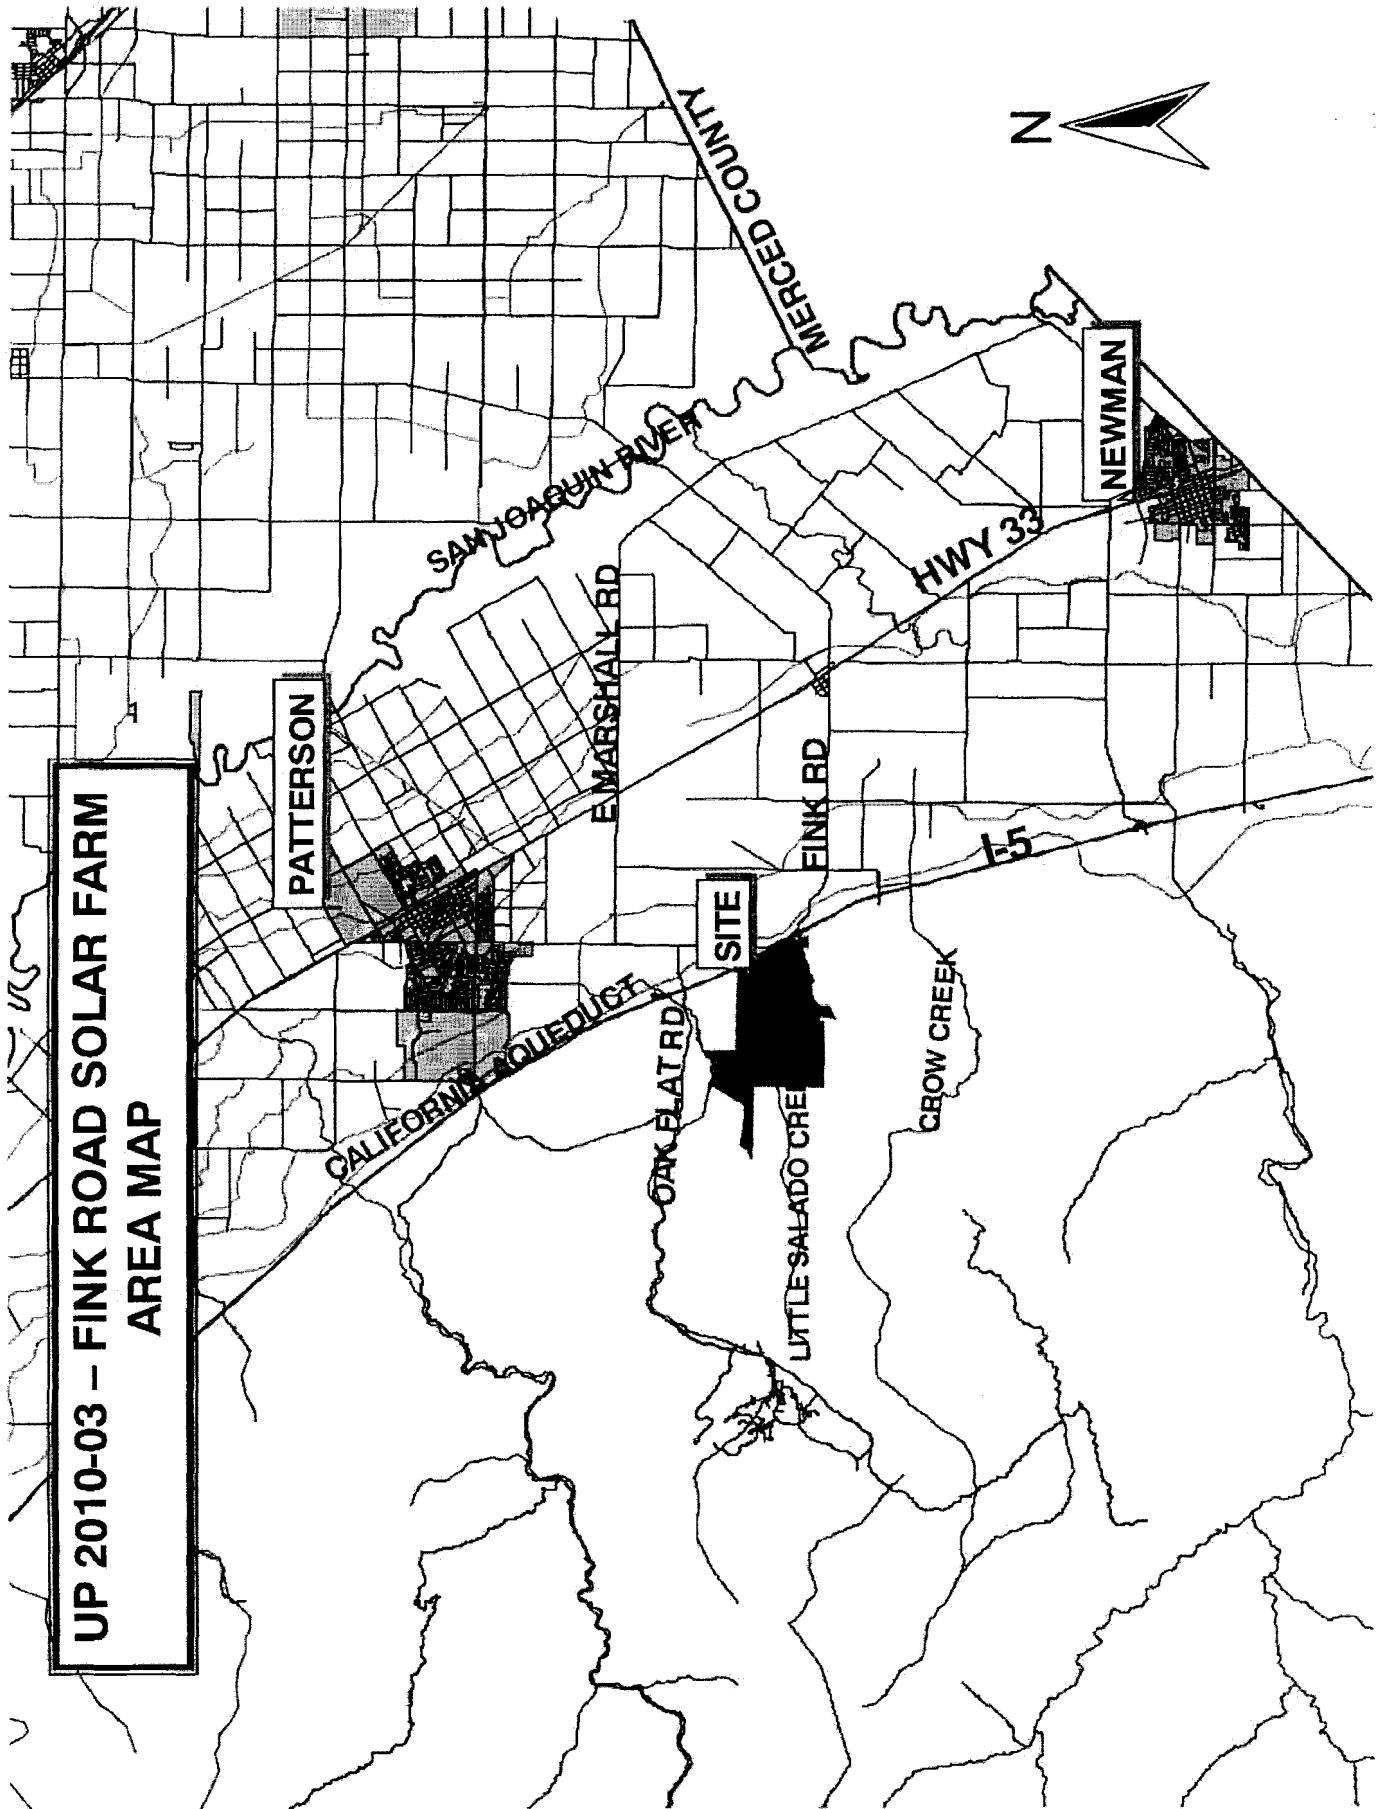 UP 2010-03 – FINK ROAD SOLAR FARM
AREA MAP
PATTERSON
SAN JOAQUIN RIVER
MERCED COUNTY
N
CALIFORNIA AQUEDUCT
E MARSHALL RD
HWY 33
NEWMAN
OAK FLAT RD
SITE
FINK RD
I-5
LITTLE SALADO CRE
CROW CREEK